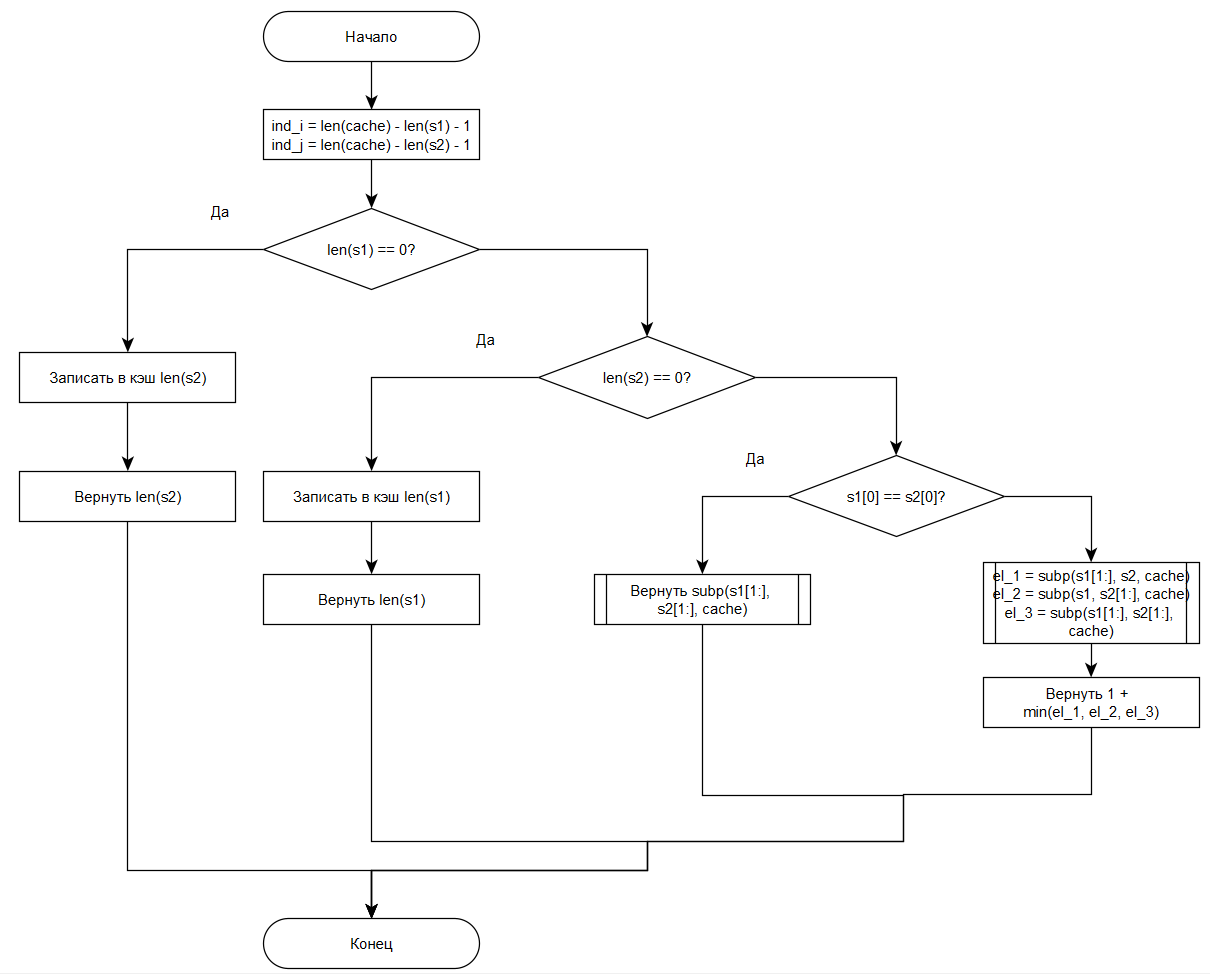 Начало
ind_i = len(cache) - len(s1) - 1
ind_j = len(cache) - len(s2) - 1
Да
len(s1) == 0?
Да
len(s2) == 0?
Записать в кэш len(s2)
Да
s1[0] == s2[0]?
Вернуть len(s2)
Записать в кэш len(s1)
Вернуть len(s1)
Вернуть subp(s1[1:],
s2[1:], cache)
el_1 = subp(s1[1:], s2, cache)
el_2 = subp(s1, s2[1:], cache)
el_3 = subp(s1[1:], s2[1:],
cache)
Вернуть 1 +
min(el_1, el_2, el_3)
Конец